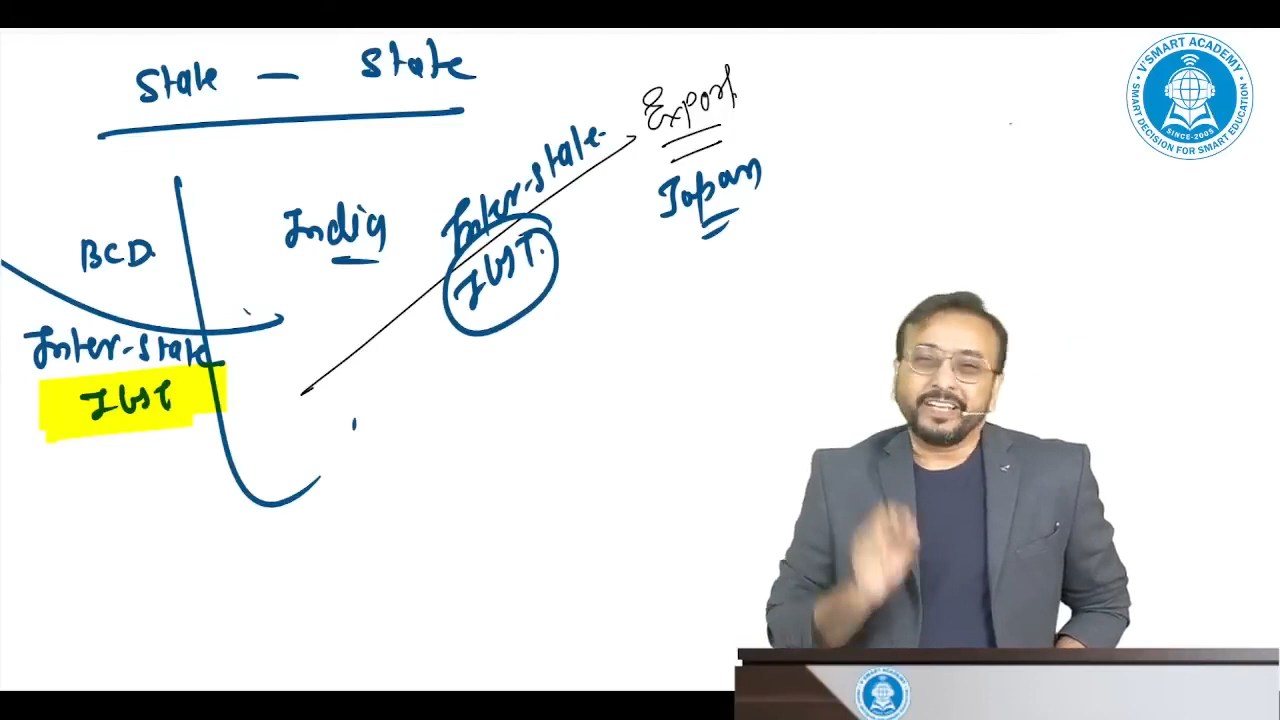 State — State
Export
Japan
Inter-state
IGST.
India
BCD.
Inter-state
IGST
V'SMART ACADEMY
SMART DECISION FOR SMART EDUCATION
SINCE-2005